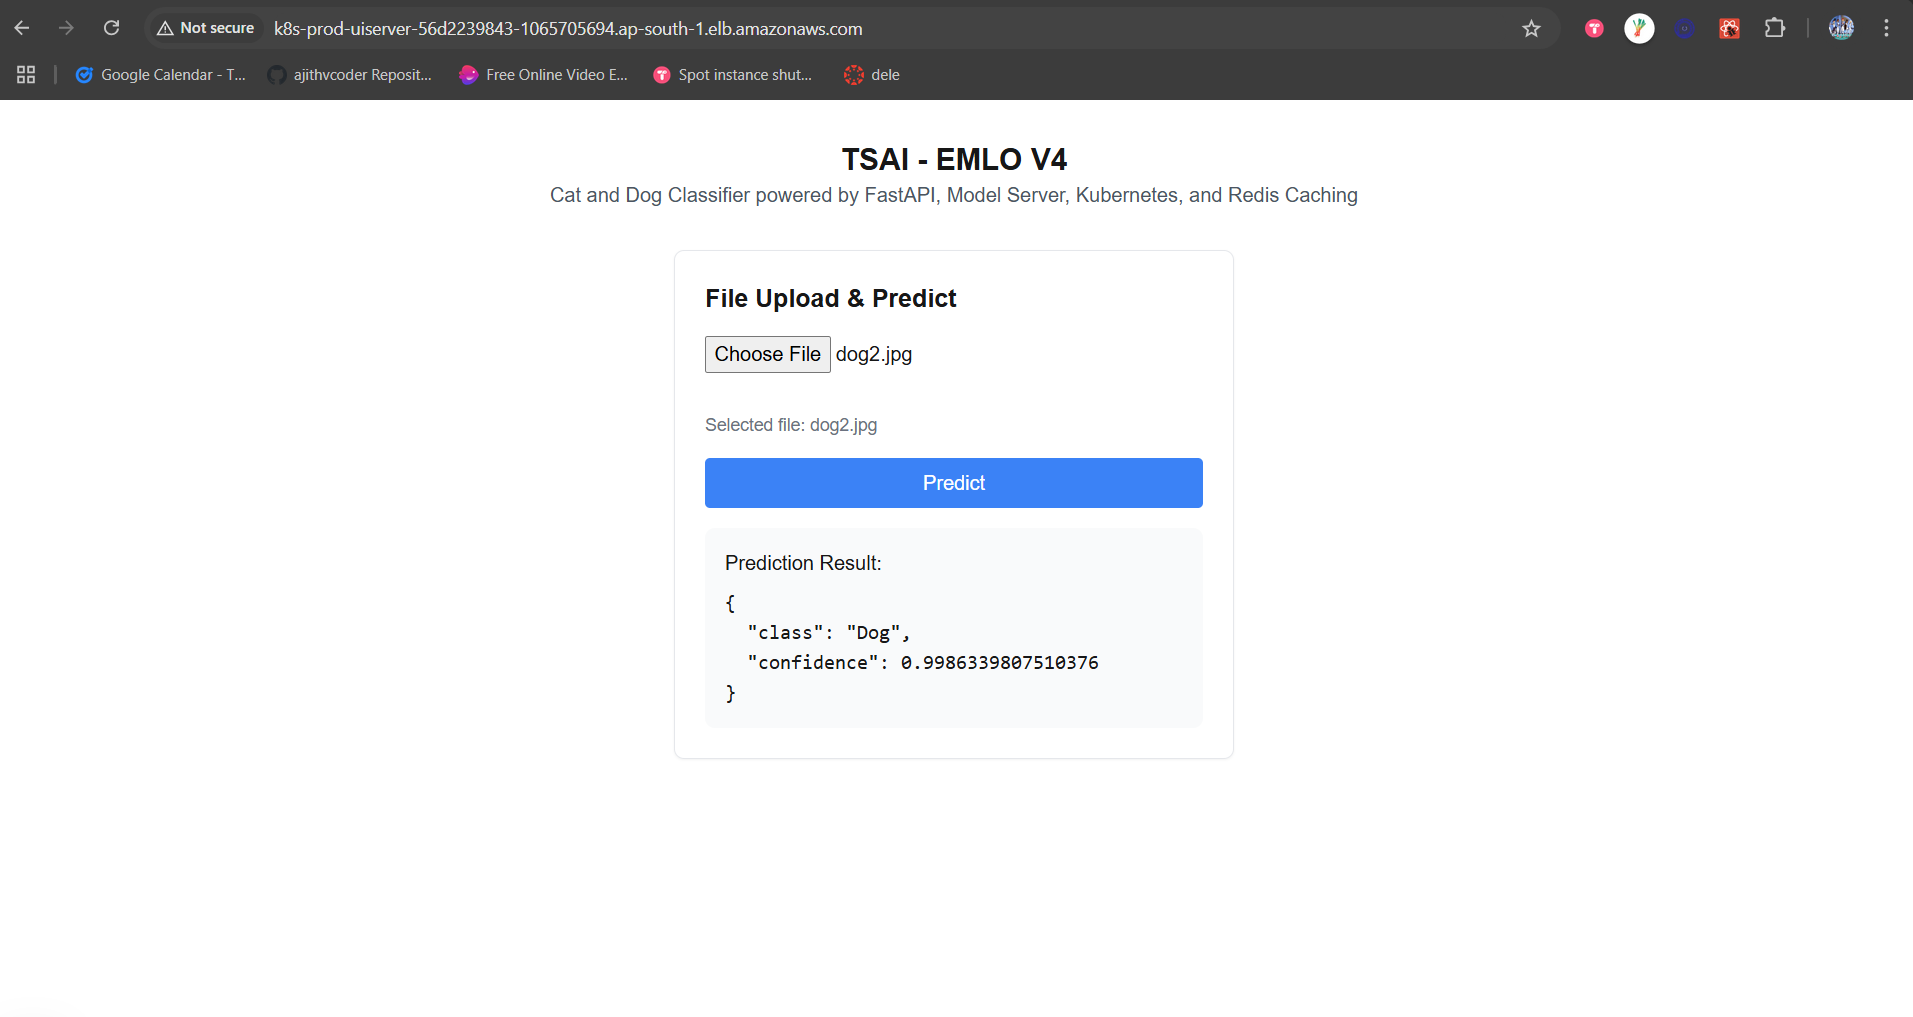 Not secure k8s-prod-uiserver-56d2239843-1065705694.ap-south-1.elb.amazonaws.com
Google Calendar - T... ajithvcoder Reposit... Free Online Video E... Spot instance shut... dele
TSAI - EMLO V4
Cat and Dog Classifier powered by FastAPI, Model Server, Kubernetes, and Redis Caching
File Upload & Predict
Choose File dog2.jpg
Selected file: dog2.jpg
Predict
Prediction Result:
{
"class": "Dog",
"confidence": 0.9986339807510376
}